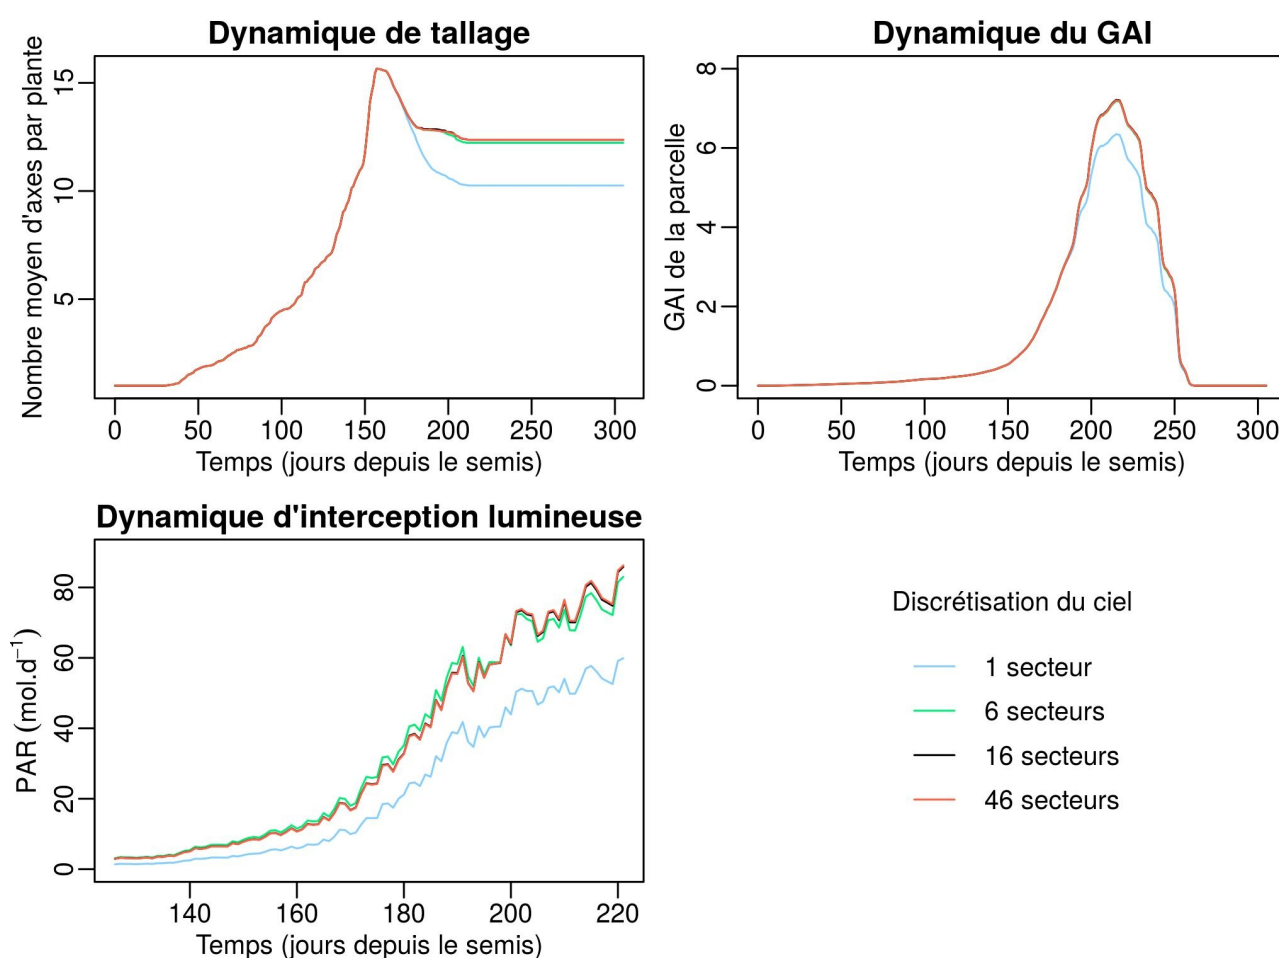 Dynamique de tallage
Nombre moyen d'axes par plante
5 10 15
0 50 100 150 200 250 300
Temps (jours depuis le semis)
Dynamique du GAI
GAI de la parcelle
0 2 4 6 8
0 50 100 150 200 250 300
Temps (jours depuis le semis)
Dynamique d'interception lumineuse
PAR (mol.d⁻¹)
0 20 40 60 80
140 160 180 200 220
Temps (jours depuis le semis)
Discrétisation du ciel
1 secteur
6 secteurs
16 secteurs
46 secteurs